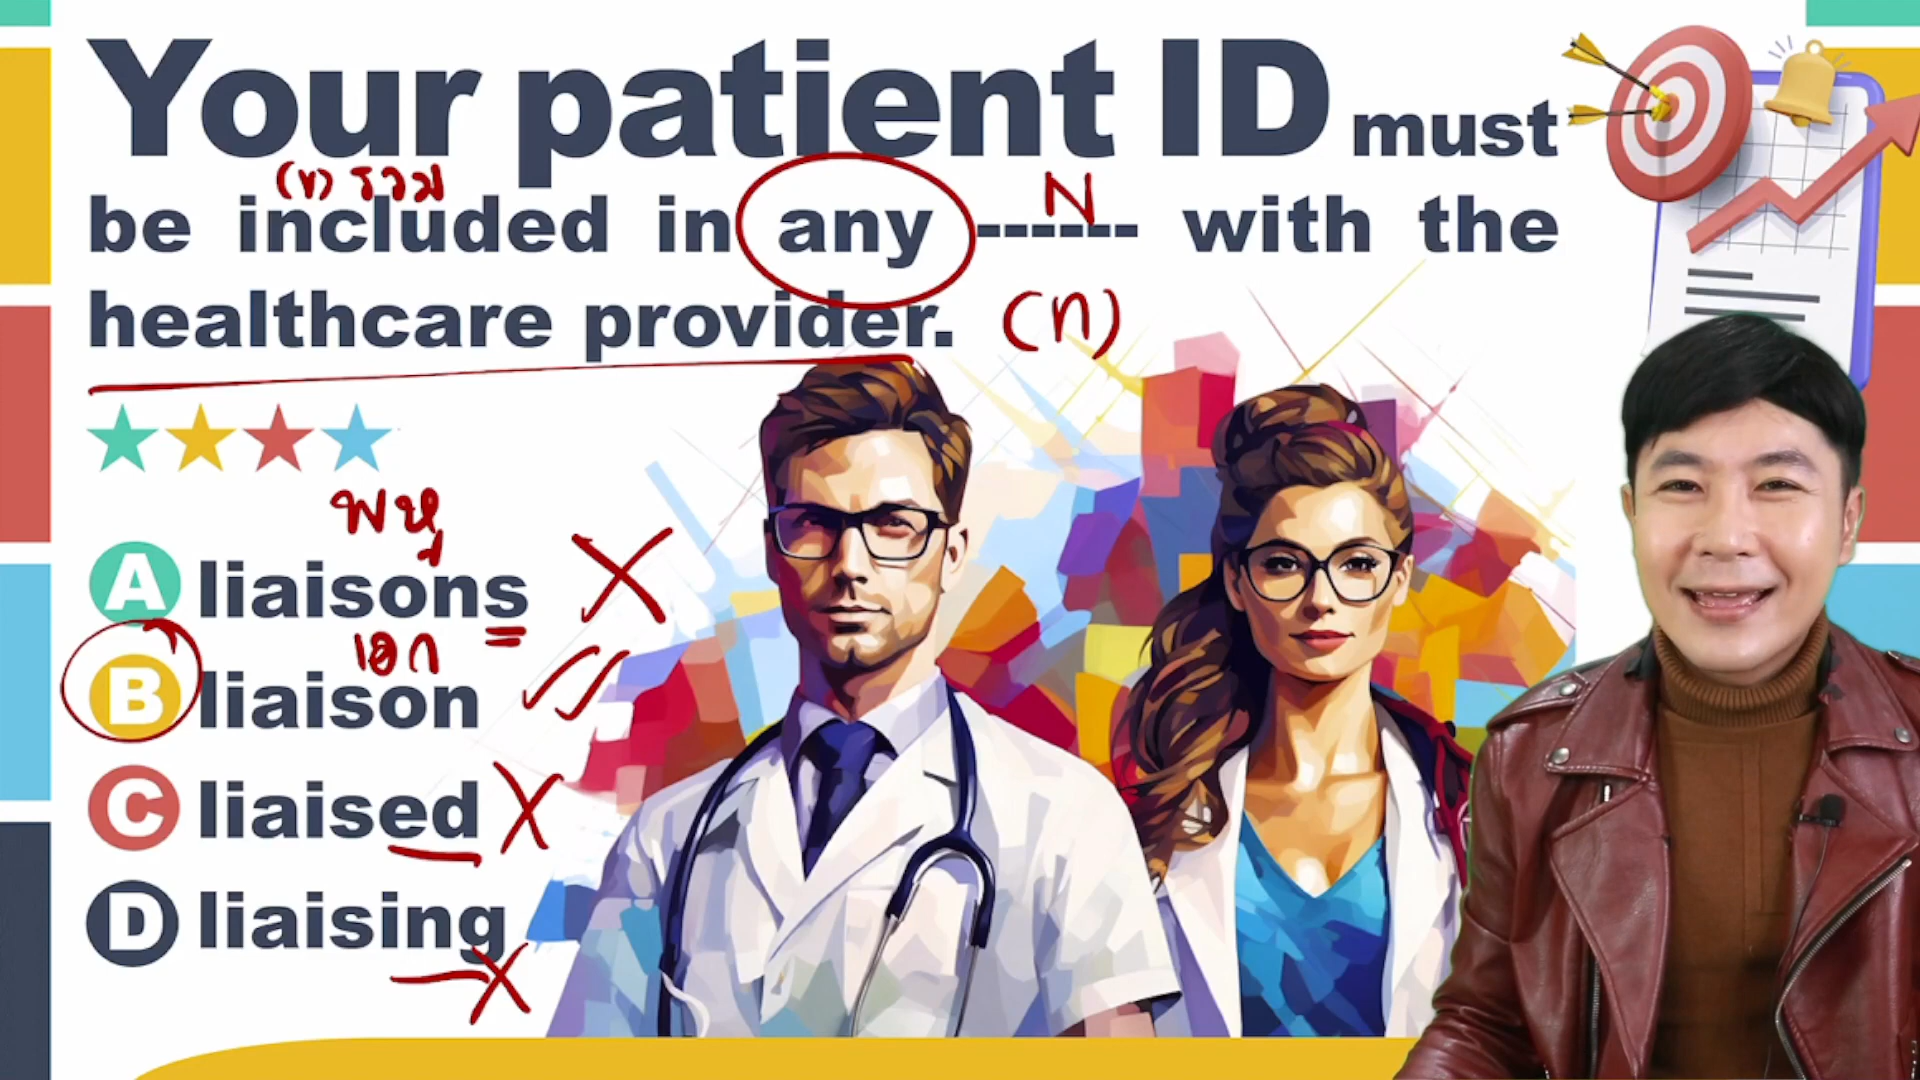 Your patient ID must
(v) รวม N
be included in any ------ with the
healthcare provider. (n)
พหู
A liaisons
เอก
B liaison
C liaised
D liaising